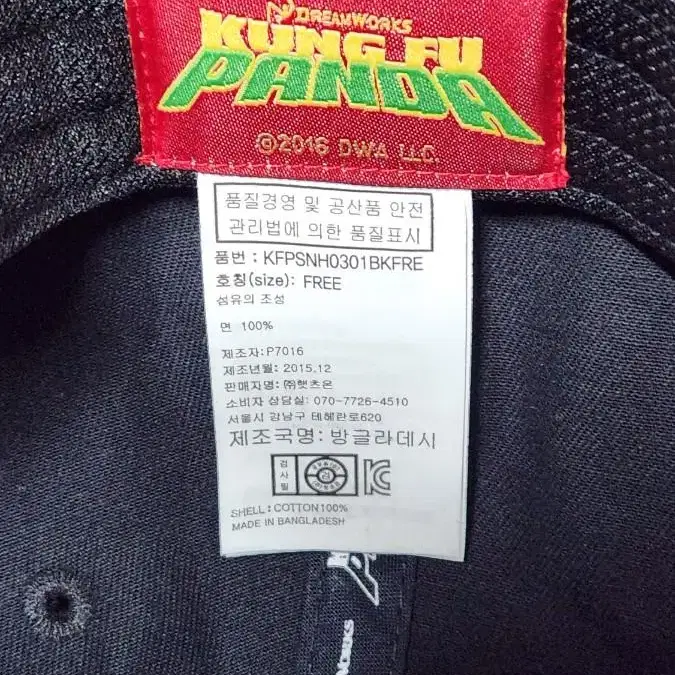 DREAMWORKS
KUNG FU
PANDA
©2016 DWA LLC.
품질경영 및 공산품 안전
관리법에 의한 품질표시
품번 : KFPSNH0301BKFRE
호칭(size): FREE
섬유의 조성
면 100%
제조자:P7016
제조년월: 2015.12
판매자명: ㈜햇츠온
소비자 상담실: 070-7726-4510
서울시 강남구 테헤란로620
제조국명: 방글라데시
검사필
검
SHELL : COTTON100%
MADE IN BANGLADESH